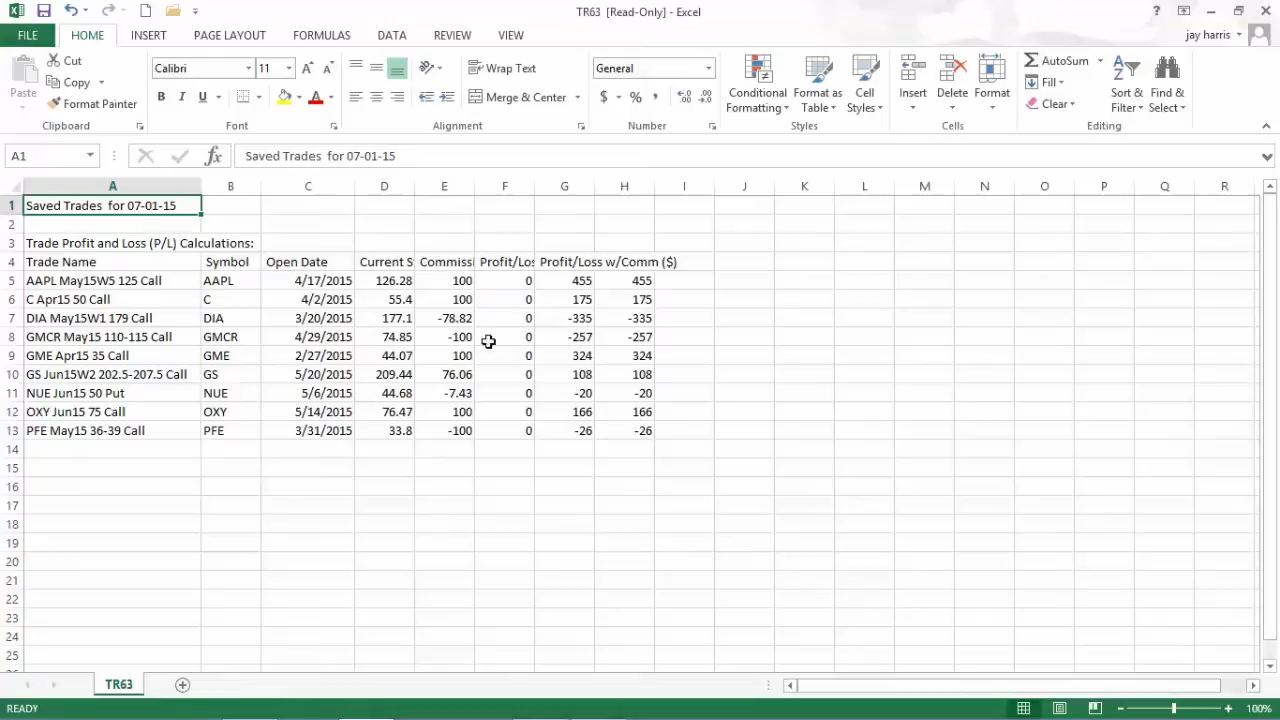 TR63 [Read-Only] - Excel
FILE HOME INSERT PAGE LAYOUT FORMULAS DATA REVIEW VIEW jay harris
Paste Cut Copy Format Painter Clipboard
Calibri 11 B I U A Font
Wrap Text Merge & Center Alignment
General $ % , Number
Conditional Formatting Format as Table Cell Styles Styles
Insert Delete Format Cells
AutoSum Fill Clear Sort & Filter Find & Select Editing
A1 fx Saved Trades for 07-01-15
A B C D E F G H I J K L M N O P Q R
1 Saved Trades for 07-01-15
2
3 Trade Profit and Loss (P/L) Calculations:
4 Trade Name Symbol Open Date Current S Commissi Profit/Los Profit/Loss w/Comm ($)
5 AAPL May15W5 125 Call AAPL 4/17/2015 126.28 100 0 455 455
6 C Apr15 50 Call C 4/2/2015 55.4 100 0 175 175
7 DIA May15W1 179 Call DIA 3/20/2015 177.1 -78.82 0 -335 -335
8 GMCR May15 110-115 Call GMCR 4/29/2015 74.85 -100 0 -257 -257
9 GME Apr15 35 Call GME 2/27/2015 44.07 100 0 324 324
10 GS Jun15W2 202.5-207.5 Call GS 5/20/2015 209.44 76.06 0 108 108
11 NUE Jun15 50 Put NUE 5/6/2015 44.68 -7.43 0 -20 -20
12 OXY Jun15 75 Call OXY 5/14/2015 76.47 100 0 166 166
13 PFE May15 36-39 Call PFE 3/31/2015 33.8 -100 0 -26 -26
14
15
16
17
18
19
20
21
22
23
24
25
TR63
READY 100%